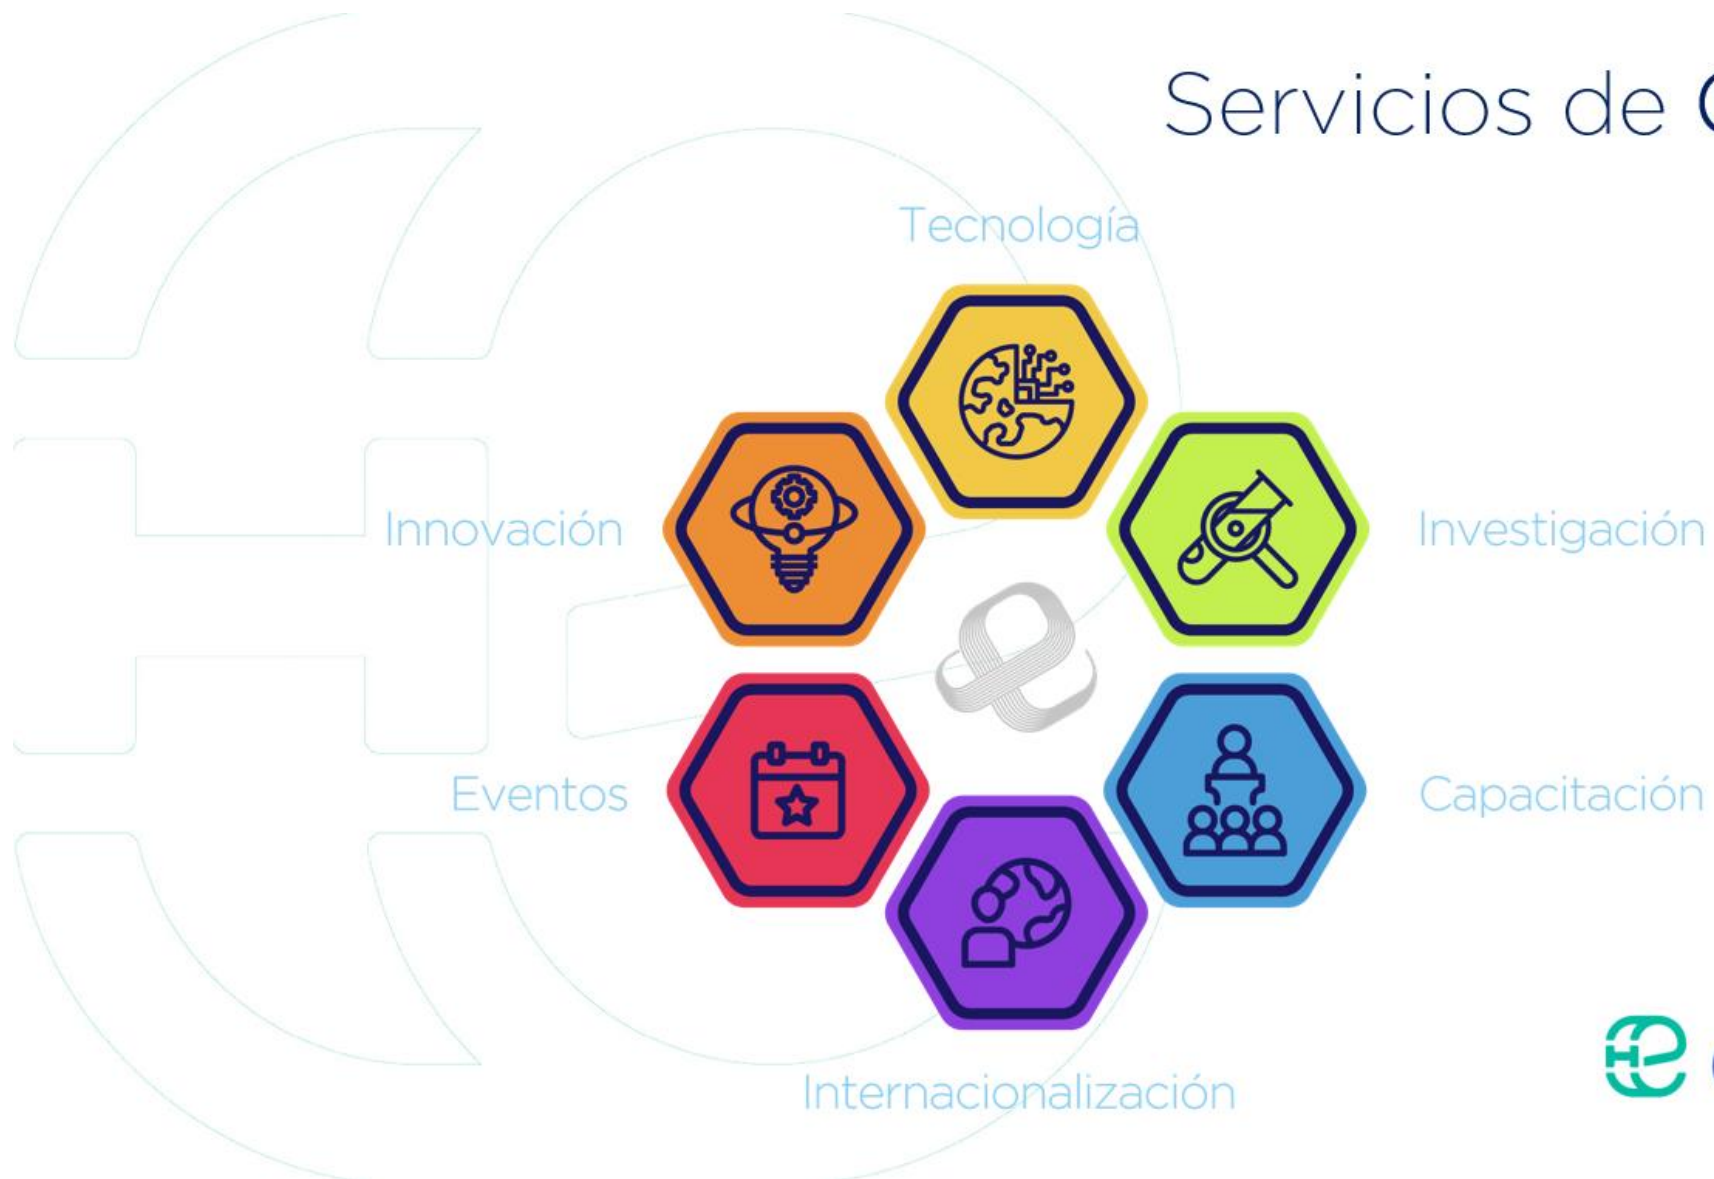 Servicios de
Tecnología
Innovación
Investigación
Eventos
Capacitación
Internacionalización